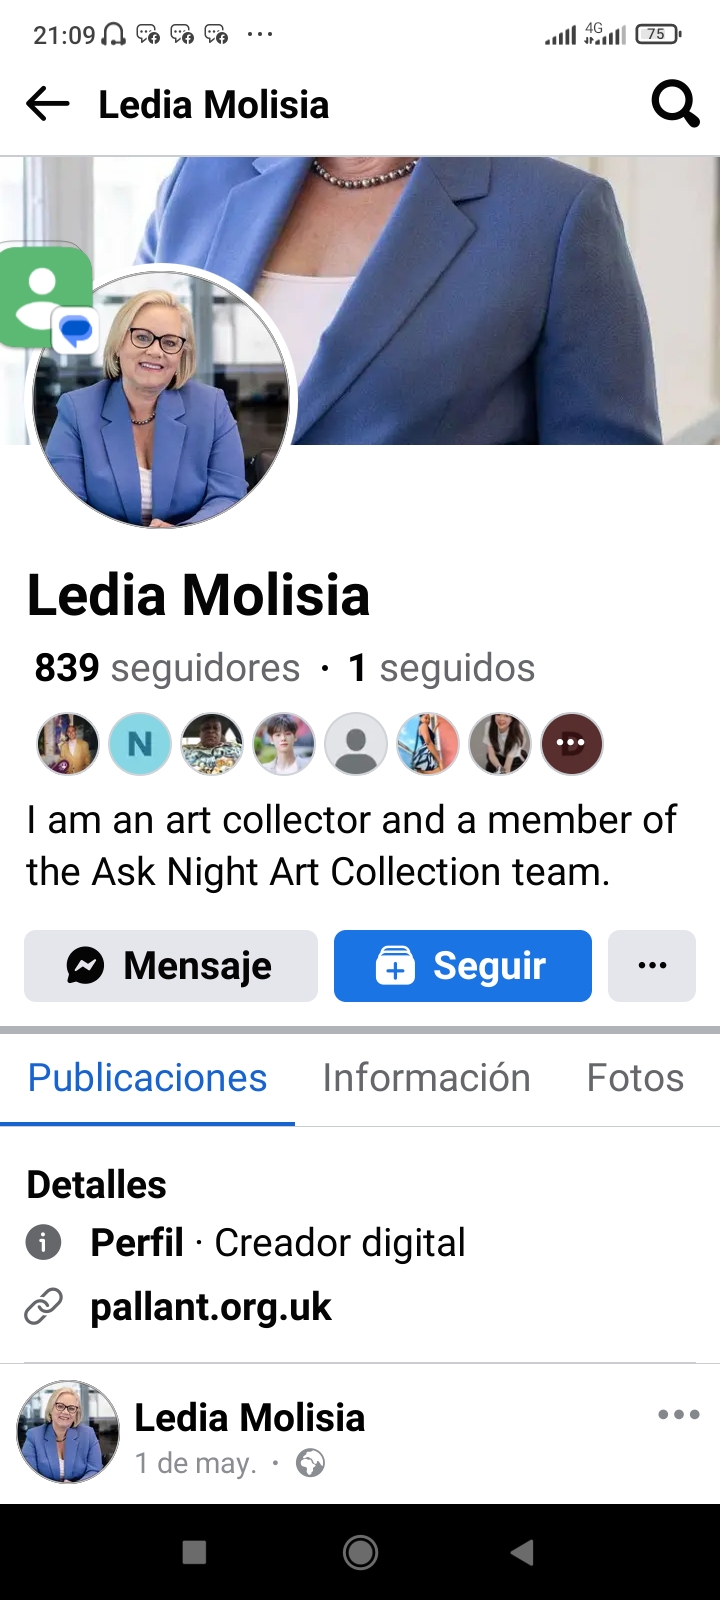 21:09 ... 4G 75
Ledia Molisia
Ledia Molisia
839 seguidores · 1 seguidos
N
I am an art collector and a member of
the Ask Night Art Collection team.
Mensaje Seguir ...
Publicaciones Información Fotos
Detalles
Perfil · Creador digital
pallant.org.uk
Ledia Molisia
1 de may. ·